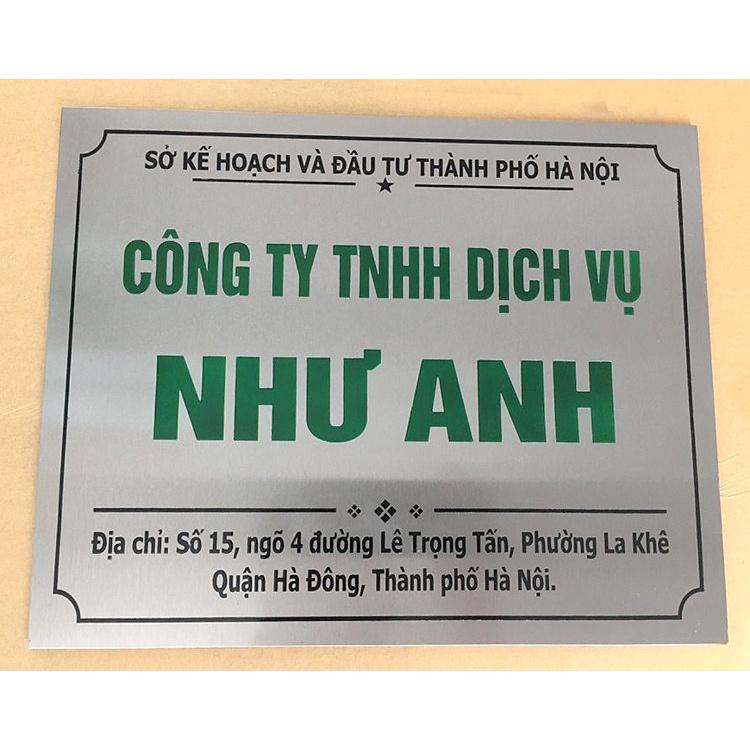 SỞ KẾ HOẠCH VÀ ĐẦU TƯ THÀNH PHỐ HÀ NỘI
CÔNG TY TNHH DỊCH VỤ
NHƯ ANH
Địa chỉ: Số 15, ngõ 4 đường Lê Trọng Tấn, Phường La Khê
Quận Hà Đông, Thành phố Hà Nội.